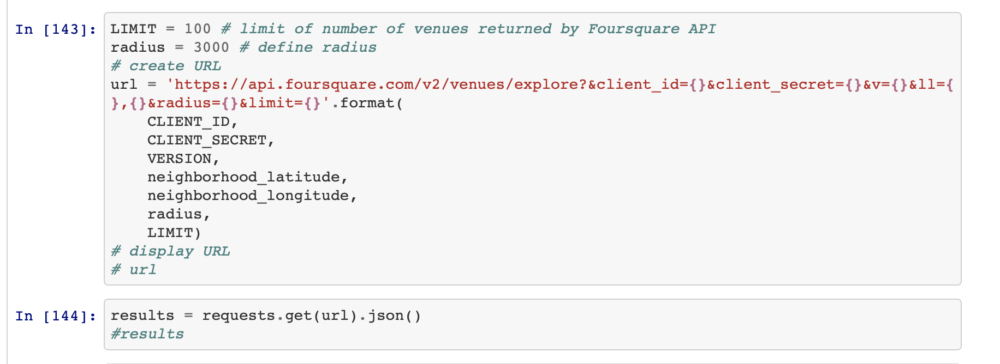 In [143]:
LIMIT = 100 # limit of number of venues returned by Foursquare API
radius = 3000 # define radius
# create URL
url = 'https://api.foursquare.com/v2/venues/explore?&client_id={}&client_secret={}&v={}&ll={
},{}&radius={}&limit={}'.format(
    CLIENT_ID,
    CLIENT_SECRET,
    VERSION,
    neighborhood_latitude,
    neighborhood_longitude,
    radius,
    LIMIT)
# display URL
# url
In [144]:
results = requests.get(url).json()
#results